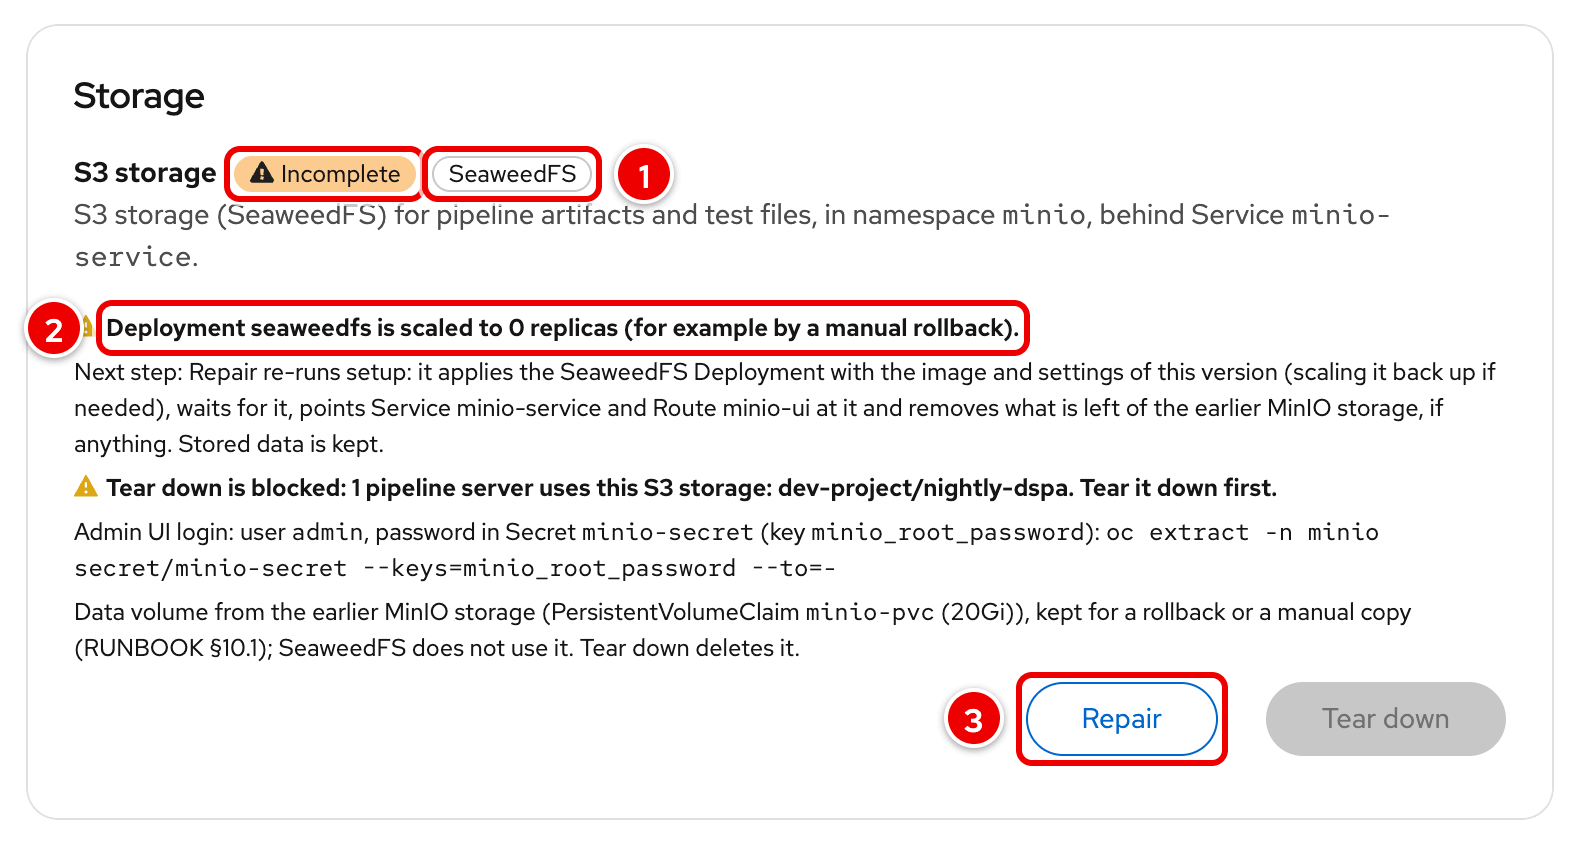 Storage
S3 storage Incomplete SeaweedFS 1
S3 storage (SeaweedFS) for pipeline artifacts and test files, in namespace minio, behind Service minio-
service.
2 Deployment seaweedfs is scaled to 0 replicas (for example by a manual rollback).
Next step: Repair re-runs setup: it applies the SeaweedFS Deployment with the image and settings of this version (scaling it back up if
needed), waits for it, points Service minio-service and Route minio-ui at it and removes what is left of the earlier MinIO storage, if
anything. Stored data is kept.
Tear down is blocked: 1 pipeline server uses this S3 storage: dev-project/nightly-dspa. Tear it down first.
Admin UI login: user admin, password in Secret minio-secret (key minio_root_password): oc extract -n minio
secret/minio-secret --keys=minio_root_password --to=-
Data volume from the earlier MinIO storage (PersistentVolumeClaim minio-pvc (20Gi)), kept for a rollback or a manual copy
(RUNBOOK §10.1); SeaweedFS does not use it. Tear down deletes it.
3 Repair Tear down